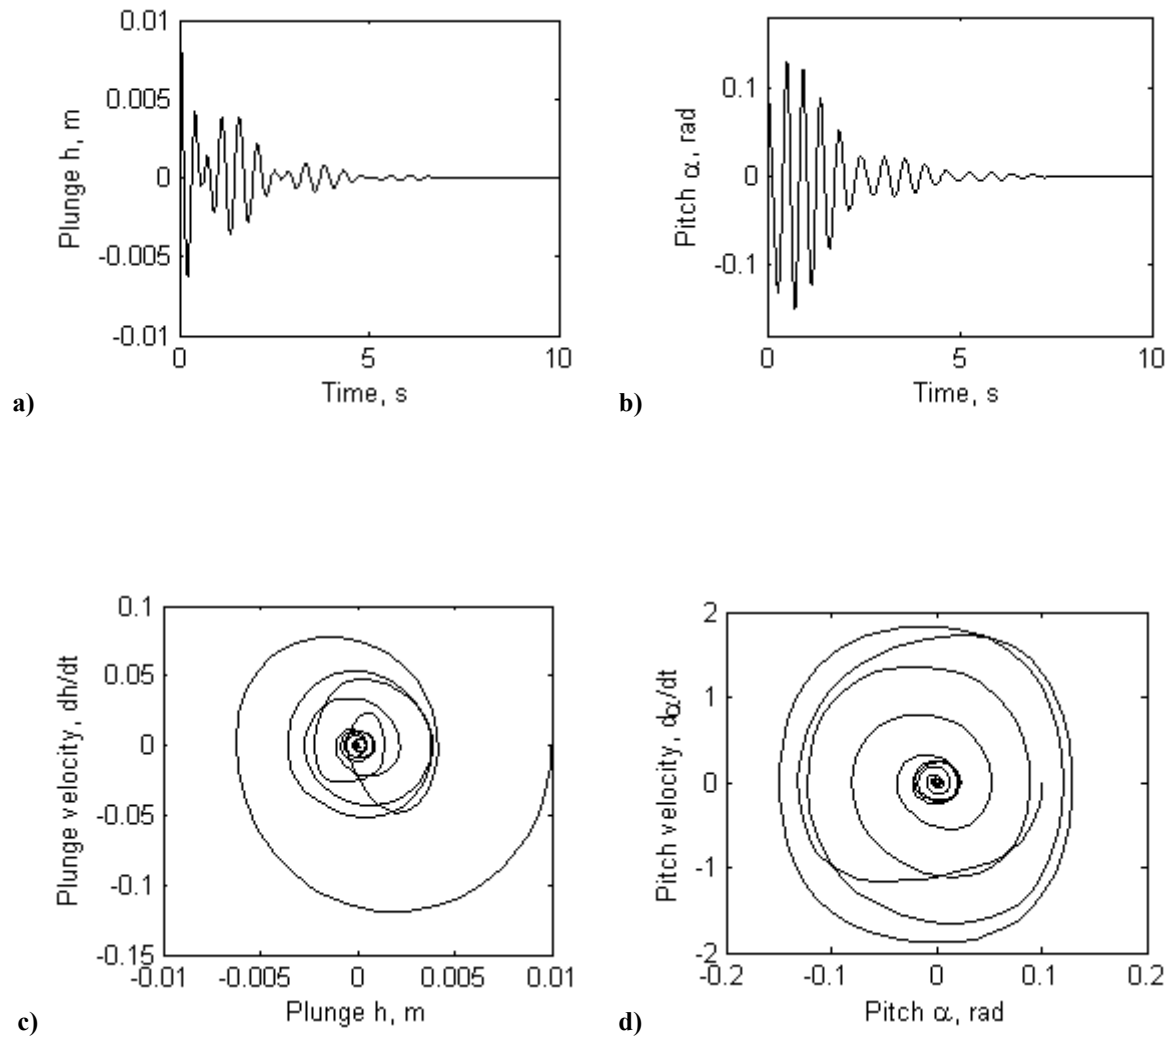 0.01
0.005
0
-0.005
-0.01
Plunge h, m
0
5
10
Time, s
a)
0.1
0
-0.1
Pitch α, rad
0
5
10
Time, s
b)
0.1
0.05
0
-0.05
-0.1
-0.15
Plunge velocity, dh/dt
-0.01
-0.005
0
0.005
0.01
Plunge h, m
c)
2
1
0
-1
-2
Pitch velocity, dα/dt
-0.2
-0.1
0
0.1
0.2
Pitch α, rad
d)